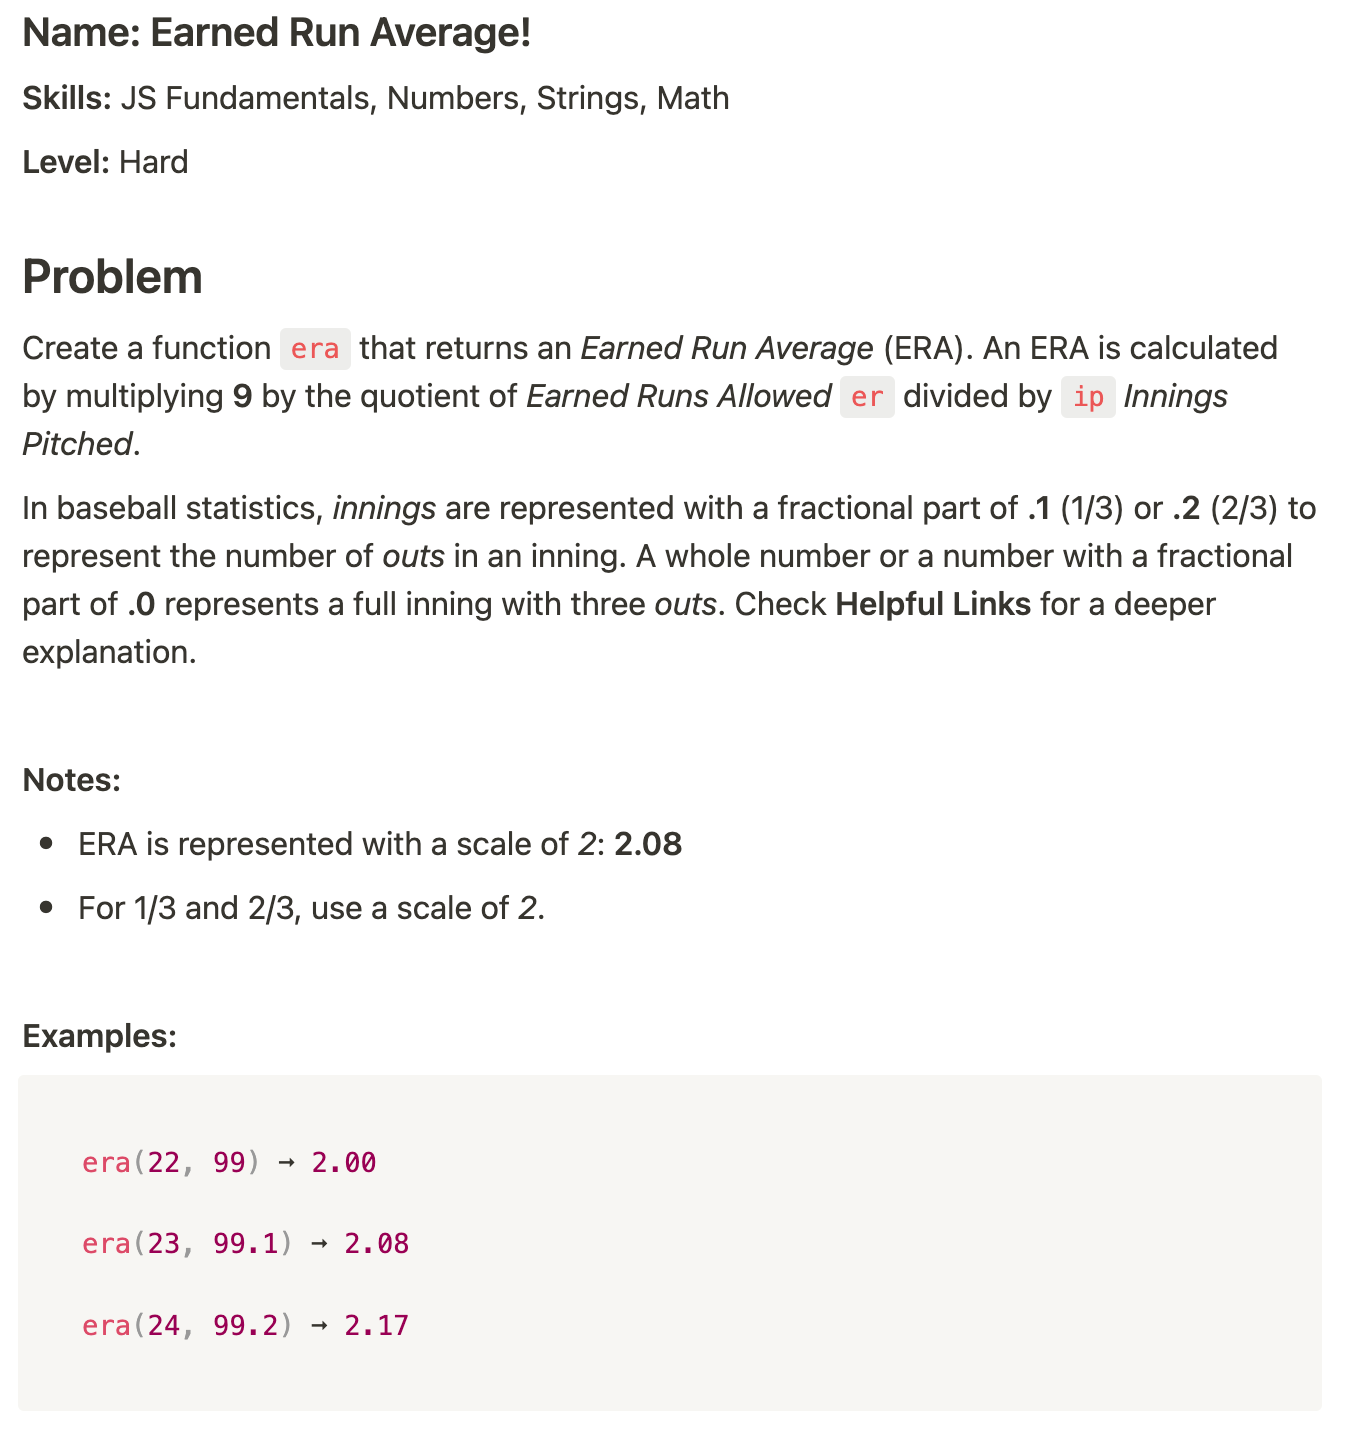 Name: Earned Run Average!
Skills: JS Fundamentals, Numbers, Strings, Math
Level: Hard
Problem
Create a function era that returns an Earned Run Average (ERA). An ERA is calculated
by multiplying 9 by the quotient of Earned Runs Allowed er divided by ip Innings
Pitched.
In baseball statistics, innings are represented with a fractional part of .1 (1/3) or .2 (2/3) to
represent the number of outs in an inning. A whole number or a number with a fractional
part of .0 represents a full inning with three outs. Check Helpful Links for a deeper
explanation.
Notes:
• ERA is represented with a scale of 2: 2.08
• For 1/3 and 2/3, use a scale of 2.
Examples:
era(22, 99) → 2.00
era(23, 99.1) → 2.08
era(24, 99.2) → 2.17